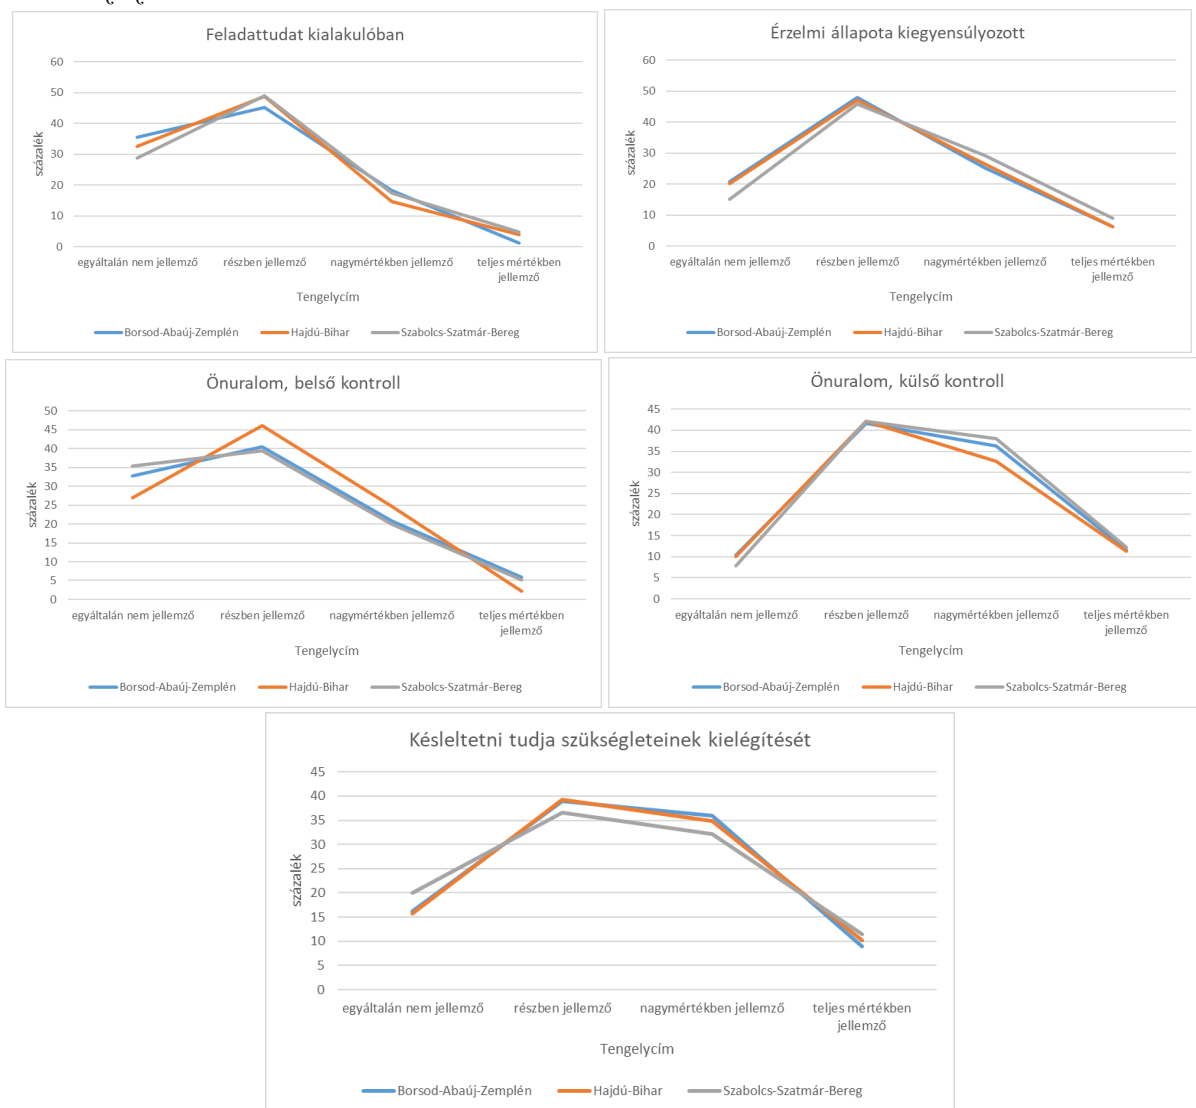 Feladattudat kialakulóban
60
50
40
30
20
10
0
százalék
egyáltalán nem jellemző részben jellemző nagymértékben jellemző teljes mértékben
jellemző
Tengelycím
Borsod-Abaúj-Zemplén Hajdú-Bihar Szabolcs-Szatmár-Bereg
Érzelmi állapota kiegyensúlyozott
60
50
40
30
20
10
0
százalék
egyáltalán nem jellemző részben jellemző nagymértékben jellemző teljes mértékben
jellemző
Tengelycím
Borsod-Abaúj-Zemplén Hajdú-Bihar Szabolcs-Szatmár-Bereg
Önuralom, belső kontroll
50
45
40
35
30
25
20
15
10
5
0
százalék
egyáltalán nem jellemző részben jellemző nagymértékben jellemző teljes mértékben
jellemző
Tengelycím
Borsod-Abaúj-Zemplén Hajdú-Bihar Szabolcs-Szatmár-Bereg
Önuralom, külső kontroll
45
40
35
30
25
20
15
10
5
0
százalék
egyáltalán nem jellemző részben jellemző nagymértékben jellemző teljes mértékben
jellemző
Tengelycím
Borsod-Abaúj-Zemplén Hajdú-Bihar Szabolcs-Szatmár-Bereg
Késleltetni tudja szükségleteinek kielégítését
45
40
35
30
25
20
15
10
5
0
százalék
egyáltalán nem jellemző részben jellemző nagymértékben jellemző teljes mértékben
jellemző
Tengelycím
Borsod-Abaúj-Zemplén Hajdú-Bihar Szabolcs-Szatmár-Bereg